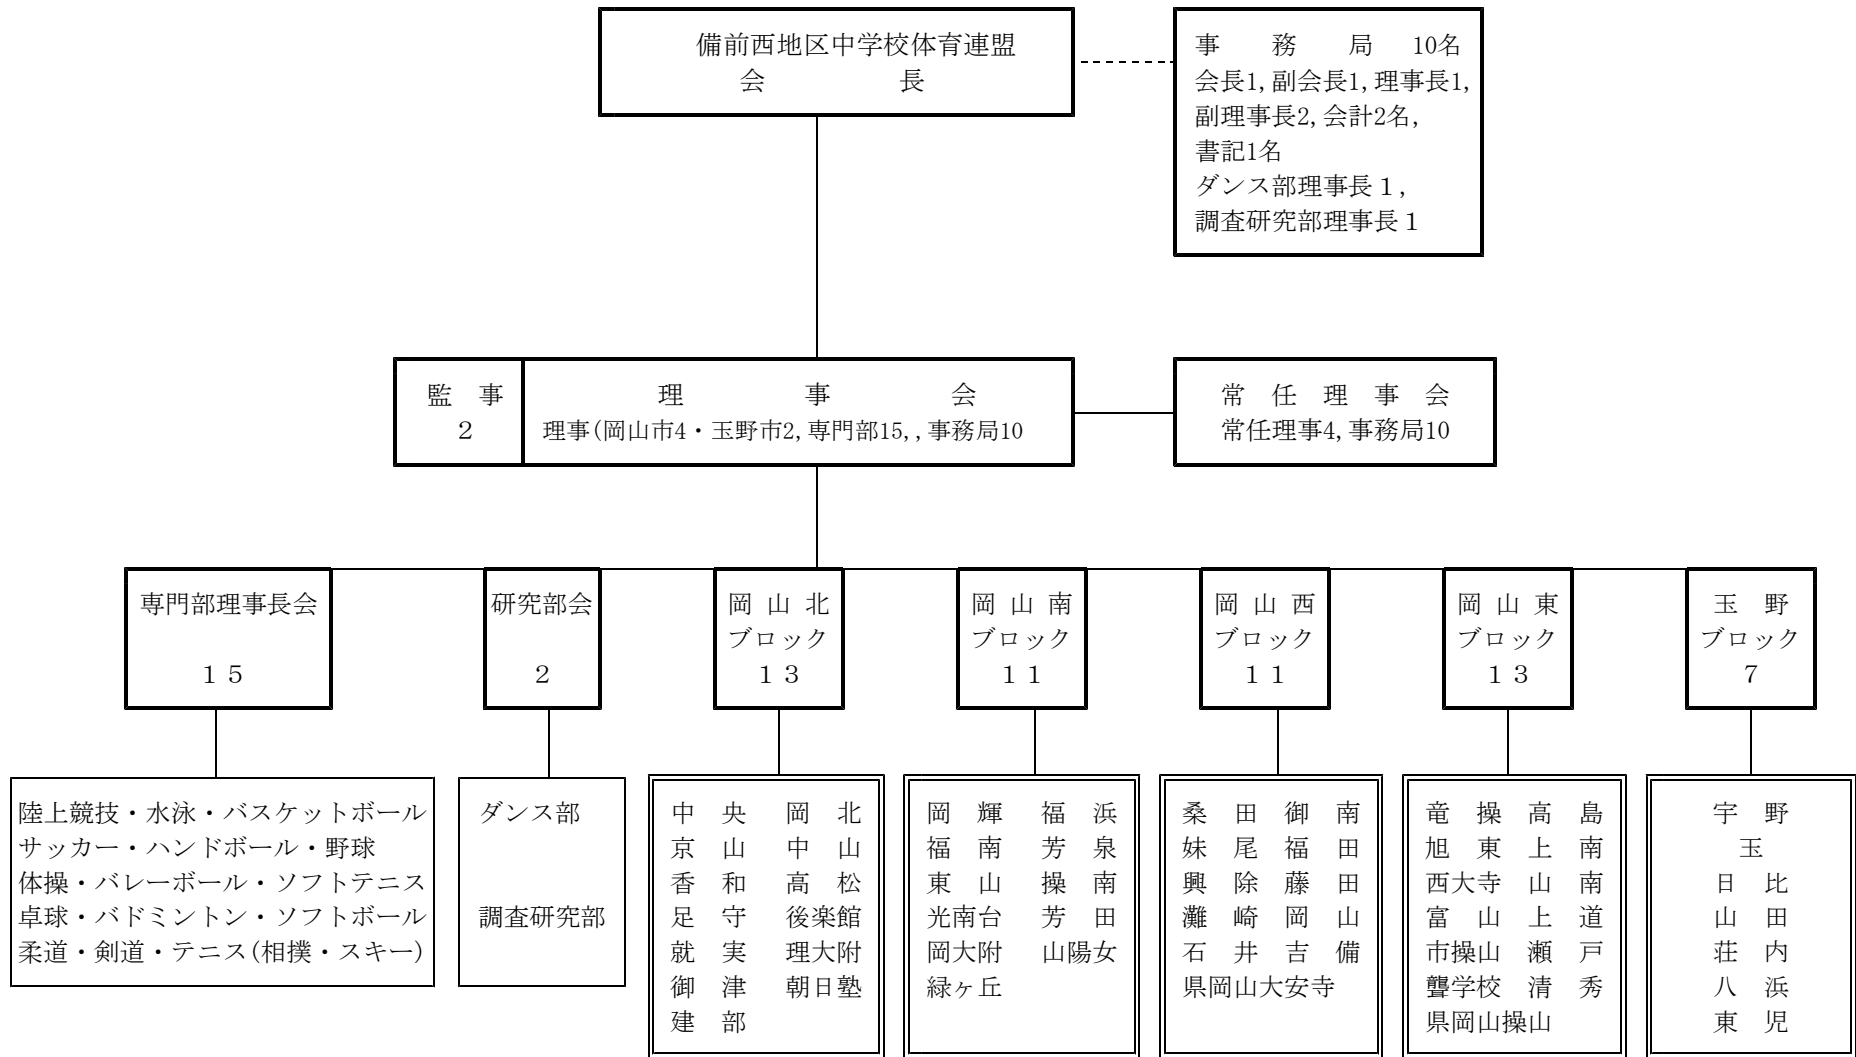 備前西地区中学校体育連盟
会　　　　　長
事　務　局　10名
会長1,副会長1,理事長1,
副理事長2,会計2名,
書記1名
ダンス部理事長１,
調査研究部理事長１
監　事
２
理　　　　事　　　　会
理事(岡山市4・玉野市2,専門部15,,事務局10
常　任　理　事　会
常任理事4,事務局10
専門部理事長会
１５
研究部会
２
岡 山 北
ブロック
１３
岡 山 南
ブロック
１１
岡 山 西
ブロック
１１
岡 山 東
ブロック
１３
玉　野
ブロック
７
陸上競技・水泳・バスケットボール
サッカー・ハンドボール・野球
体操・バレーボール・ソフトテニス
卓球・バドミントン・ソフトボール
柔道・剣道・テニス(相撲・スキー)
ダンス部
調査研究部
中　央　岡　北
京　山　中　山
香　和　高　松
足　守　後楽館
就　実　理大附
御　津　朝日塾
建　部
岡　輝　福　浜
福　南　芳　泉
東　山　操　南
光南台　芳　田
岡大附　山陽女
緑ヶ丘
桑　田　御　南
妹　尾　福　田
興　除　藤　田
灘　崎　岡　山
石　井　吉　備
県岡山大安寺
竜　操　高　島
旭　東　上　南
西大寺　山　南
富　山　上　道
市操山　瀬　戸
聾学校　清　秀
県岡山操山
宇　野
玉
日　比
山　田
荘　内
八　浜
東　児